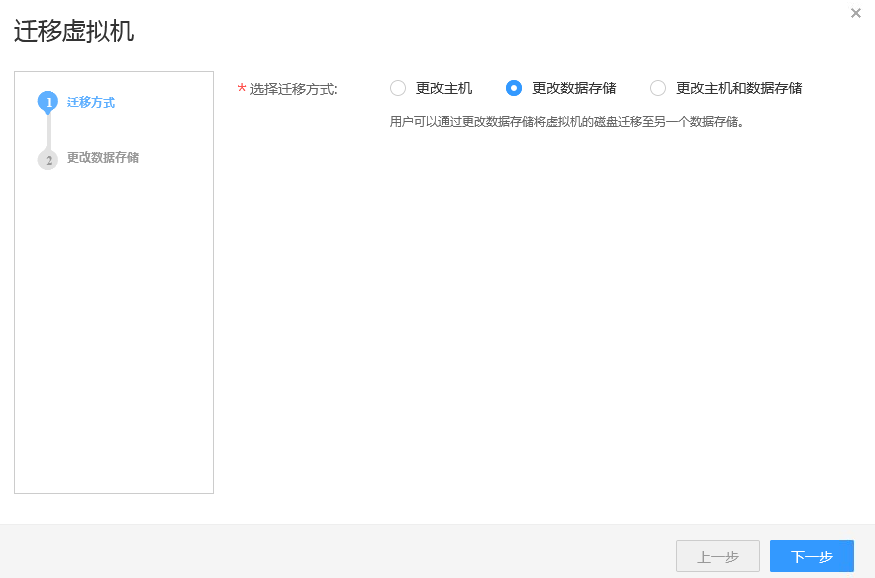 迁移虚拟机
×
1 迁移方式
2 更改数据存储
* 选择迁移方式: 更改主机 更改数据存储 更改主机和数据存储
用户可以通过更改数据存储将虚拟机的磁盘迁移至另一个数据存储。
上一步 下一步